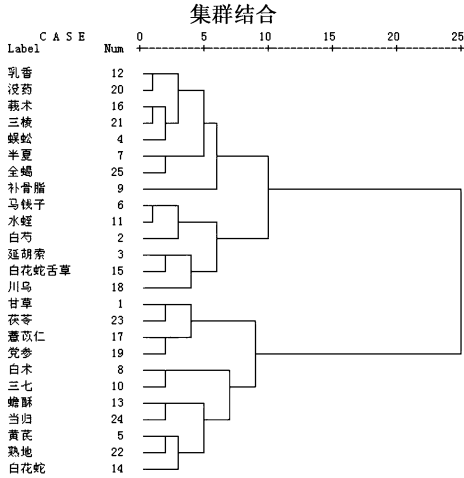 集群结合
C A S E 0 5 10 15 20 25
Label Num
乳香 12
没药 20
莪术 16
三棱 21
蜈蚣 4
半夏 7
全蝎 25
补骨脂 9
马钱子 6
水蛭 11
白芍 2
延胡索 3
白花蛇舌草 15
川乌 18
甘草 1
茯苓 23
薏苡仁 17
党参 19
白术 8
三七 10
蟾酥 13
当归 24
黄芪 5
熟地 22
白花蛇 14